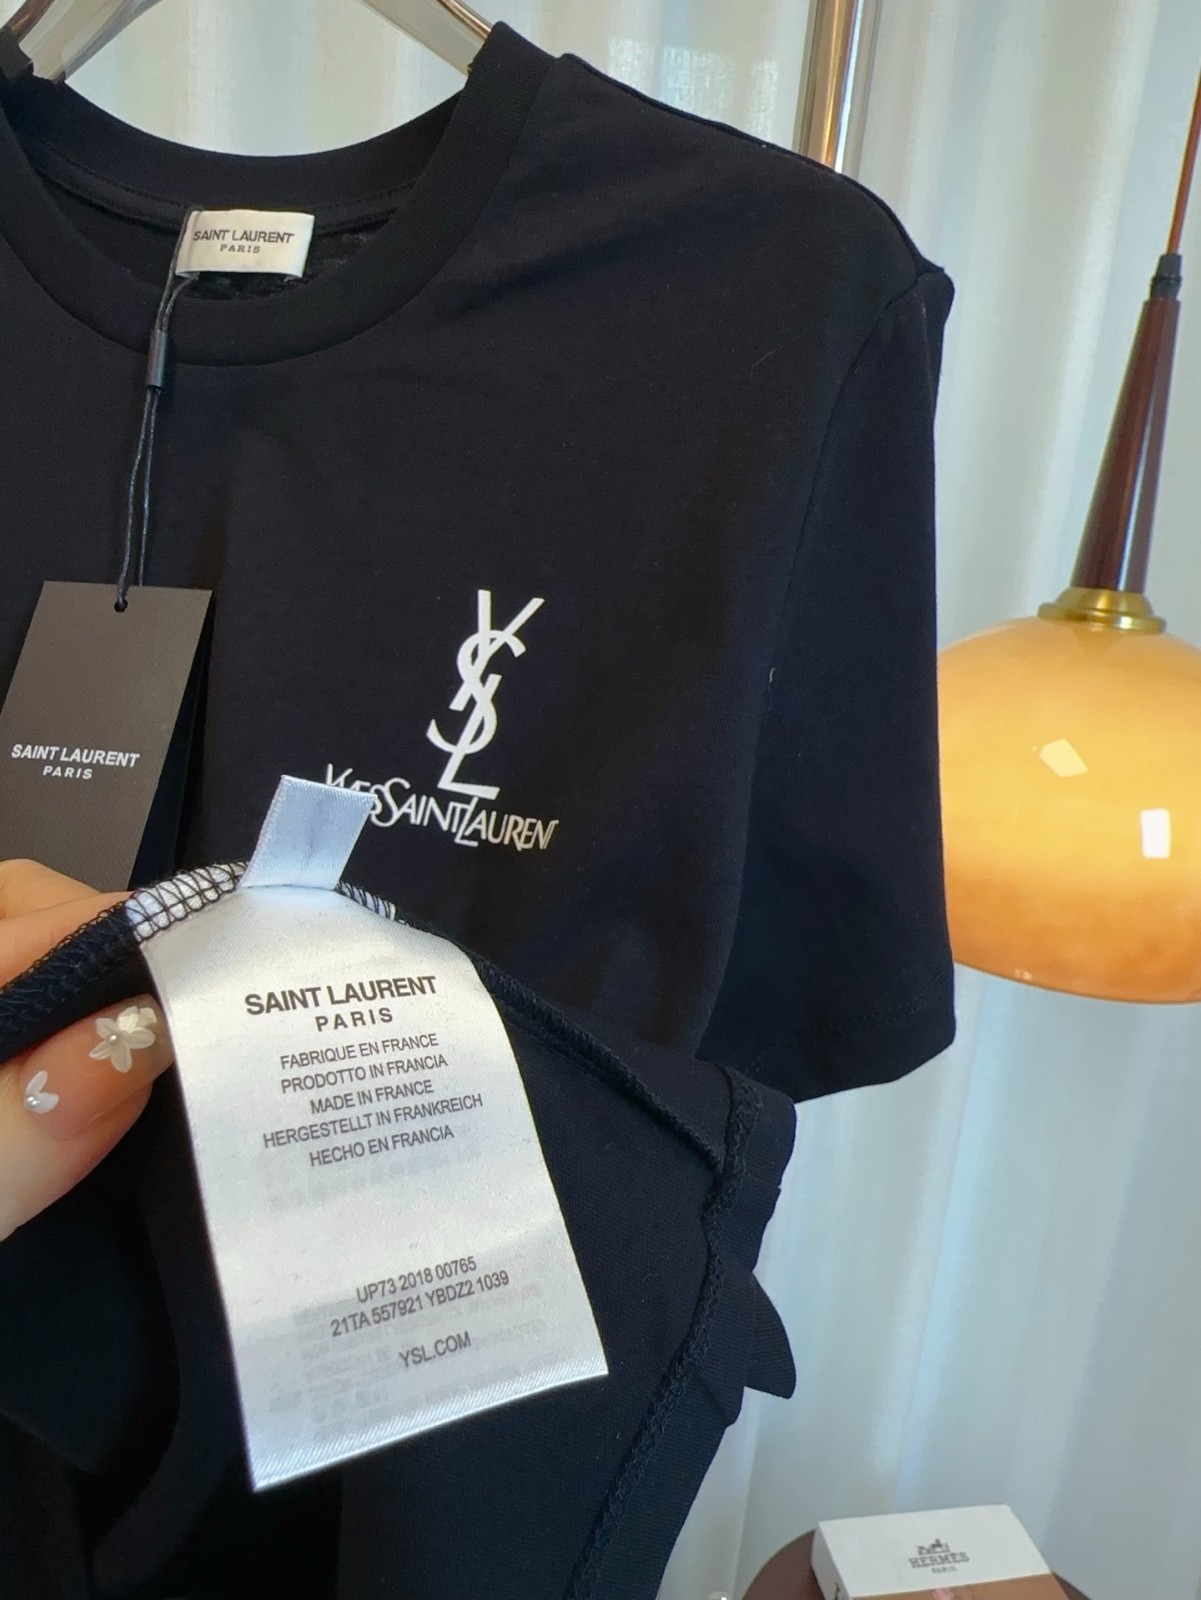 SAINT LAURENT
PARIS
SAINT LAURENT
PARIS
YSL
YVESSAINTLAURENT
SAINT LAURENT
PARIS
FABRIQUE EN FRANCE
PRODOTTO IN FRANCIA
MADE IN FRANCE
HERGESTELLT IN FRANKREICH
HECHO EN FRANCIA
UP73 2018 00765
21TA 557921 YBDZ2 1039
YSL.COM
HERMES
PARIS